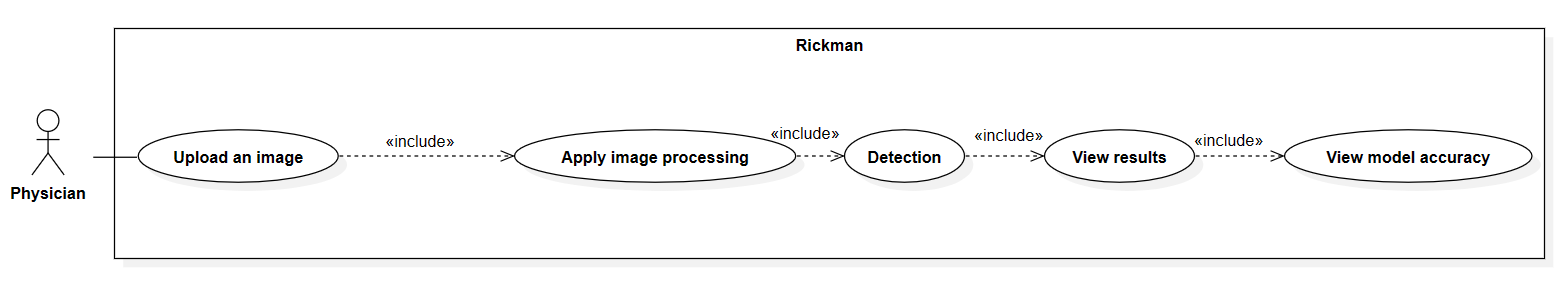 Rickman
Physician
Upload an image
«include»
Apply image processing
«include»
Detection
«include»
View results
«include»
View model accuracy